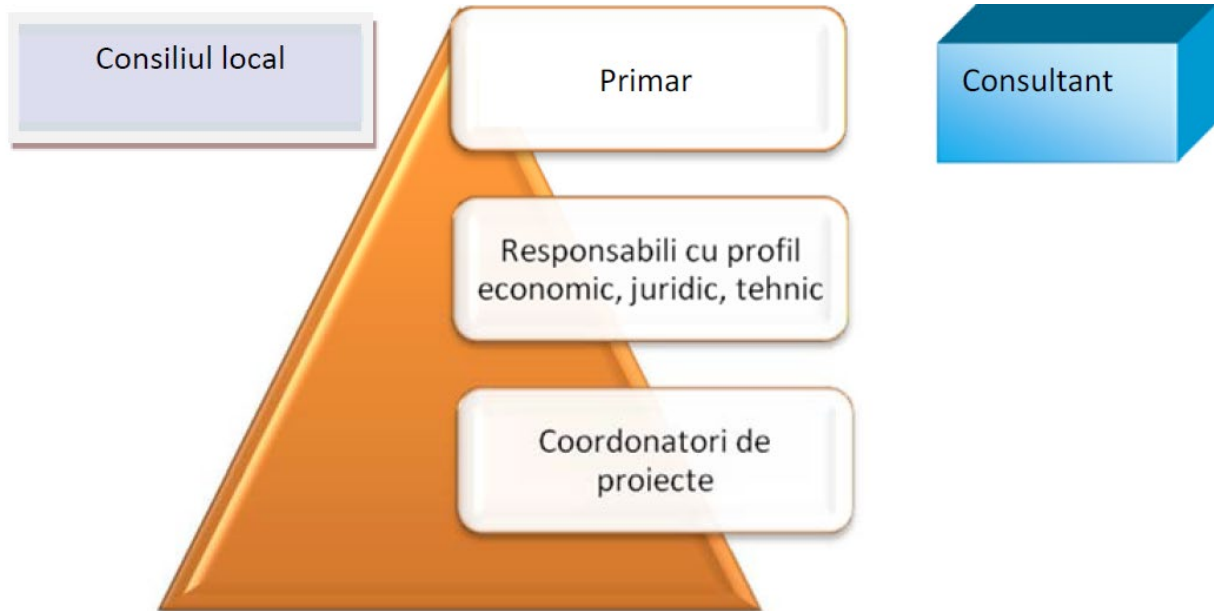 Consiliul local
Primar
Consultant
Responsabili cu profil
economic, juridic, tehnic
Coordonatori de
proiecte